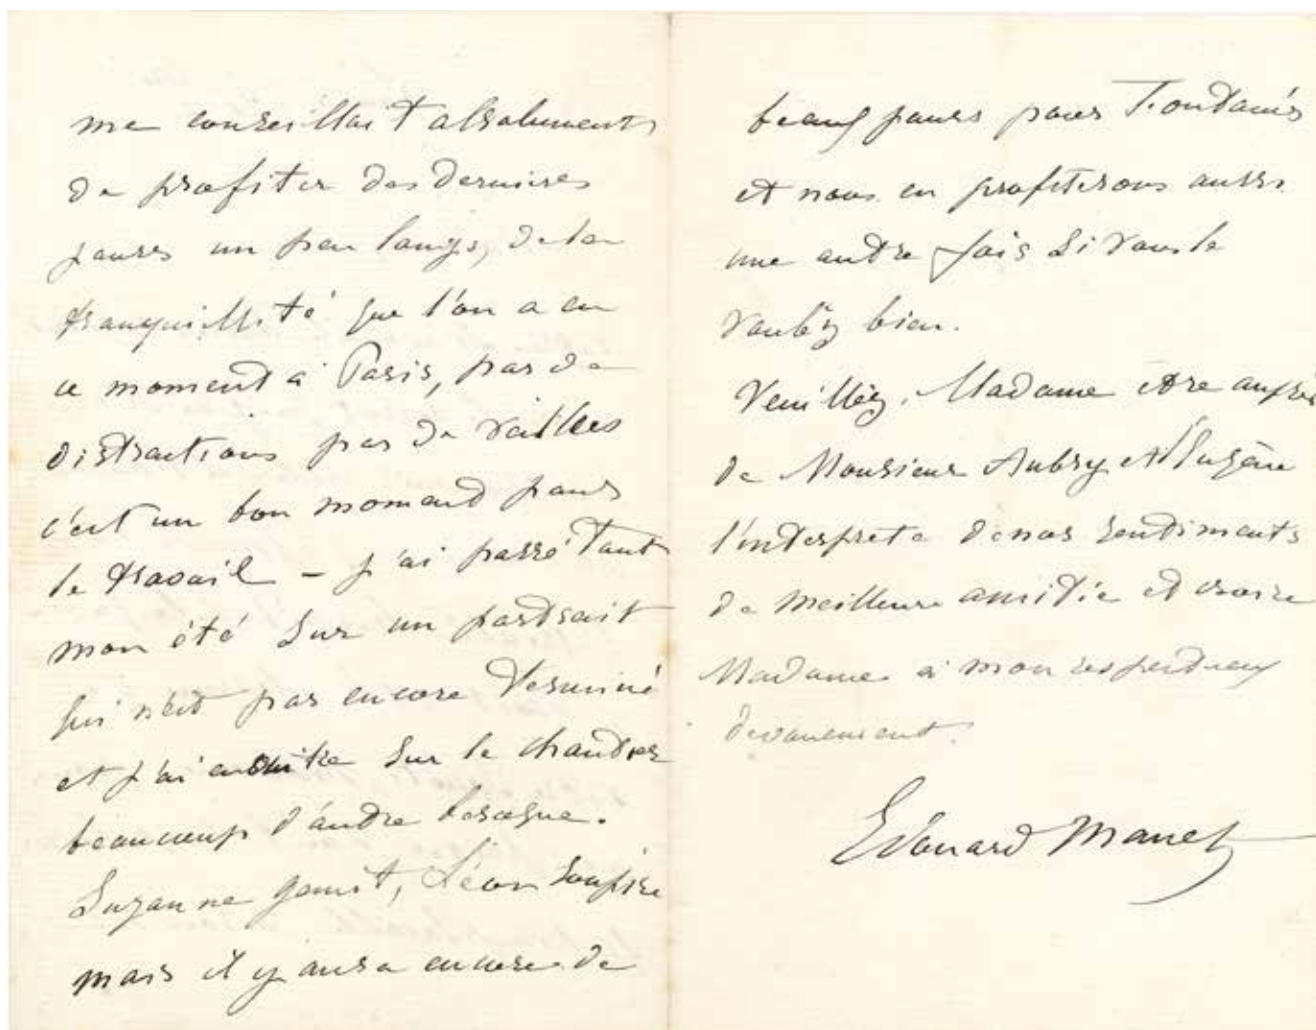 me conseillait absolument
de profiter des derniers
jours un peu longs, de la
tranquillité que l'on a en
ce moment à Paris, pas de
distractions pas de
c'est un bon moment pour
le travail – j'ai passé tout
mon été sur un portrait
qui n'est pas encore terminé
et j'ai ensuite sur le chantier
beaucoup d'autre besogne.
Suzanne gémit, Léon soupire
mais il y aura encore de
beaux jours pour
et nous en profiterons aussi
une autre fois si vous le
voulez bien.
Veuillez, Madame être auprès
de Monsieur Aubry et Eugène
l'interprète de nos sentiments
de meilleure amitié et croire
Madame à mon respectueux
dévouement.
Edouard Manet